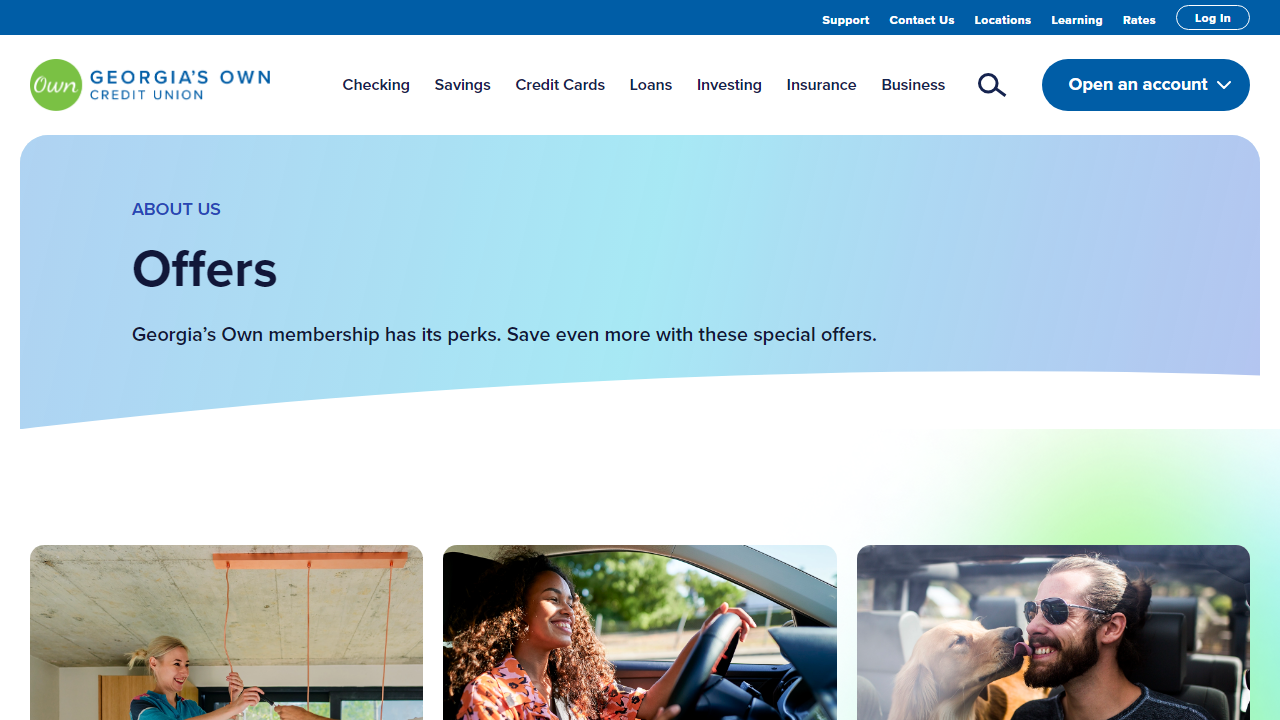 Support Contact Us Locations Learning Rates Log In
Own GEORGIA'S OWN
CREDIT UNION
Checking Savings Credit Cards Loans Investing Insurance Business Open an account
ABOUT US
Offers
Georgia’s Own membership has its perks. Save even more with these special offers.